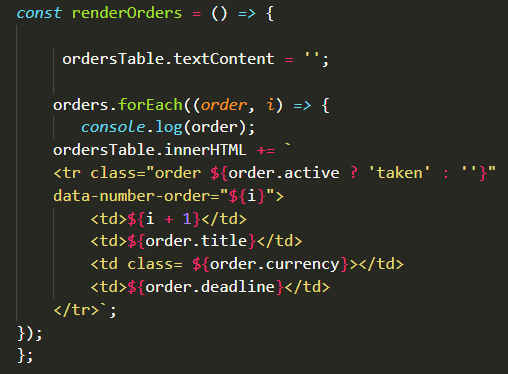 const renderOrders = () => {
ordersTable.textContent = '';
orders.forEach((order, i) => {
console.log(order);
ordersTable.innerHTML += `
<tr class="order ${order.active ? 'taken' : ''}"
data-number-order="${i}">
<td>${i + 1}</td>
<td>${order.title}</td>
<td class= ${order.currency}></td>
<td>${order.deadline}</td>
</tr>`;
});
};